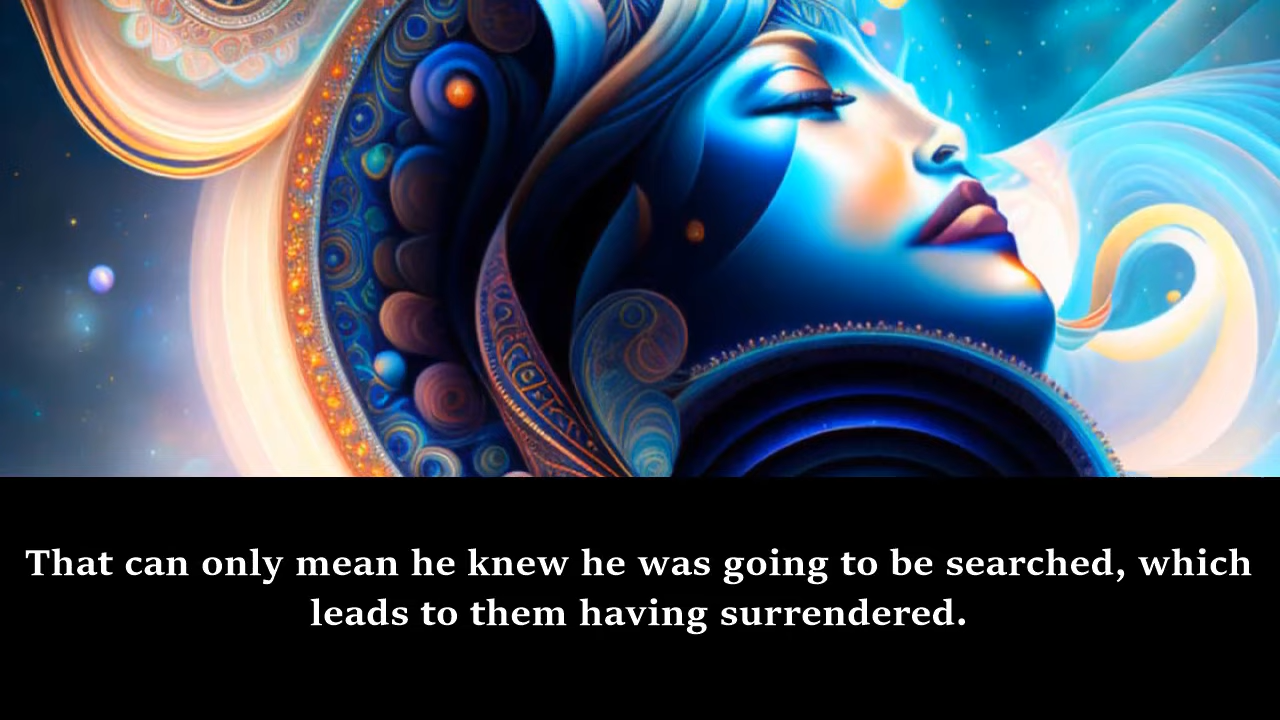 That can only mean he knew he was going to be searched, which
leads to them having surrendered.